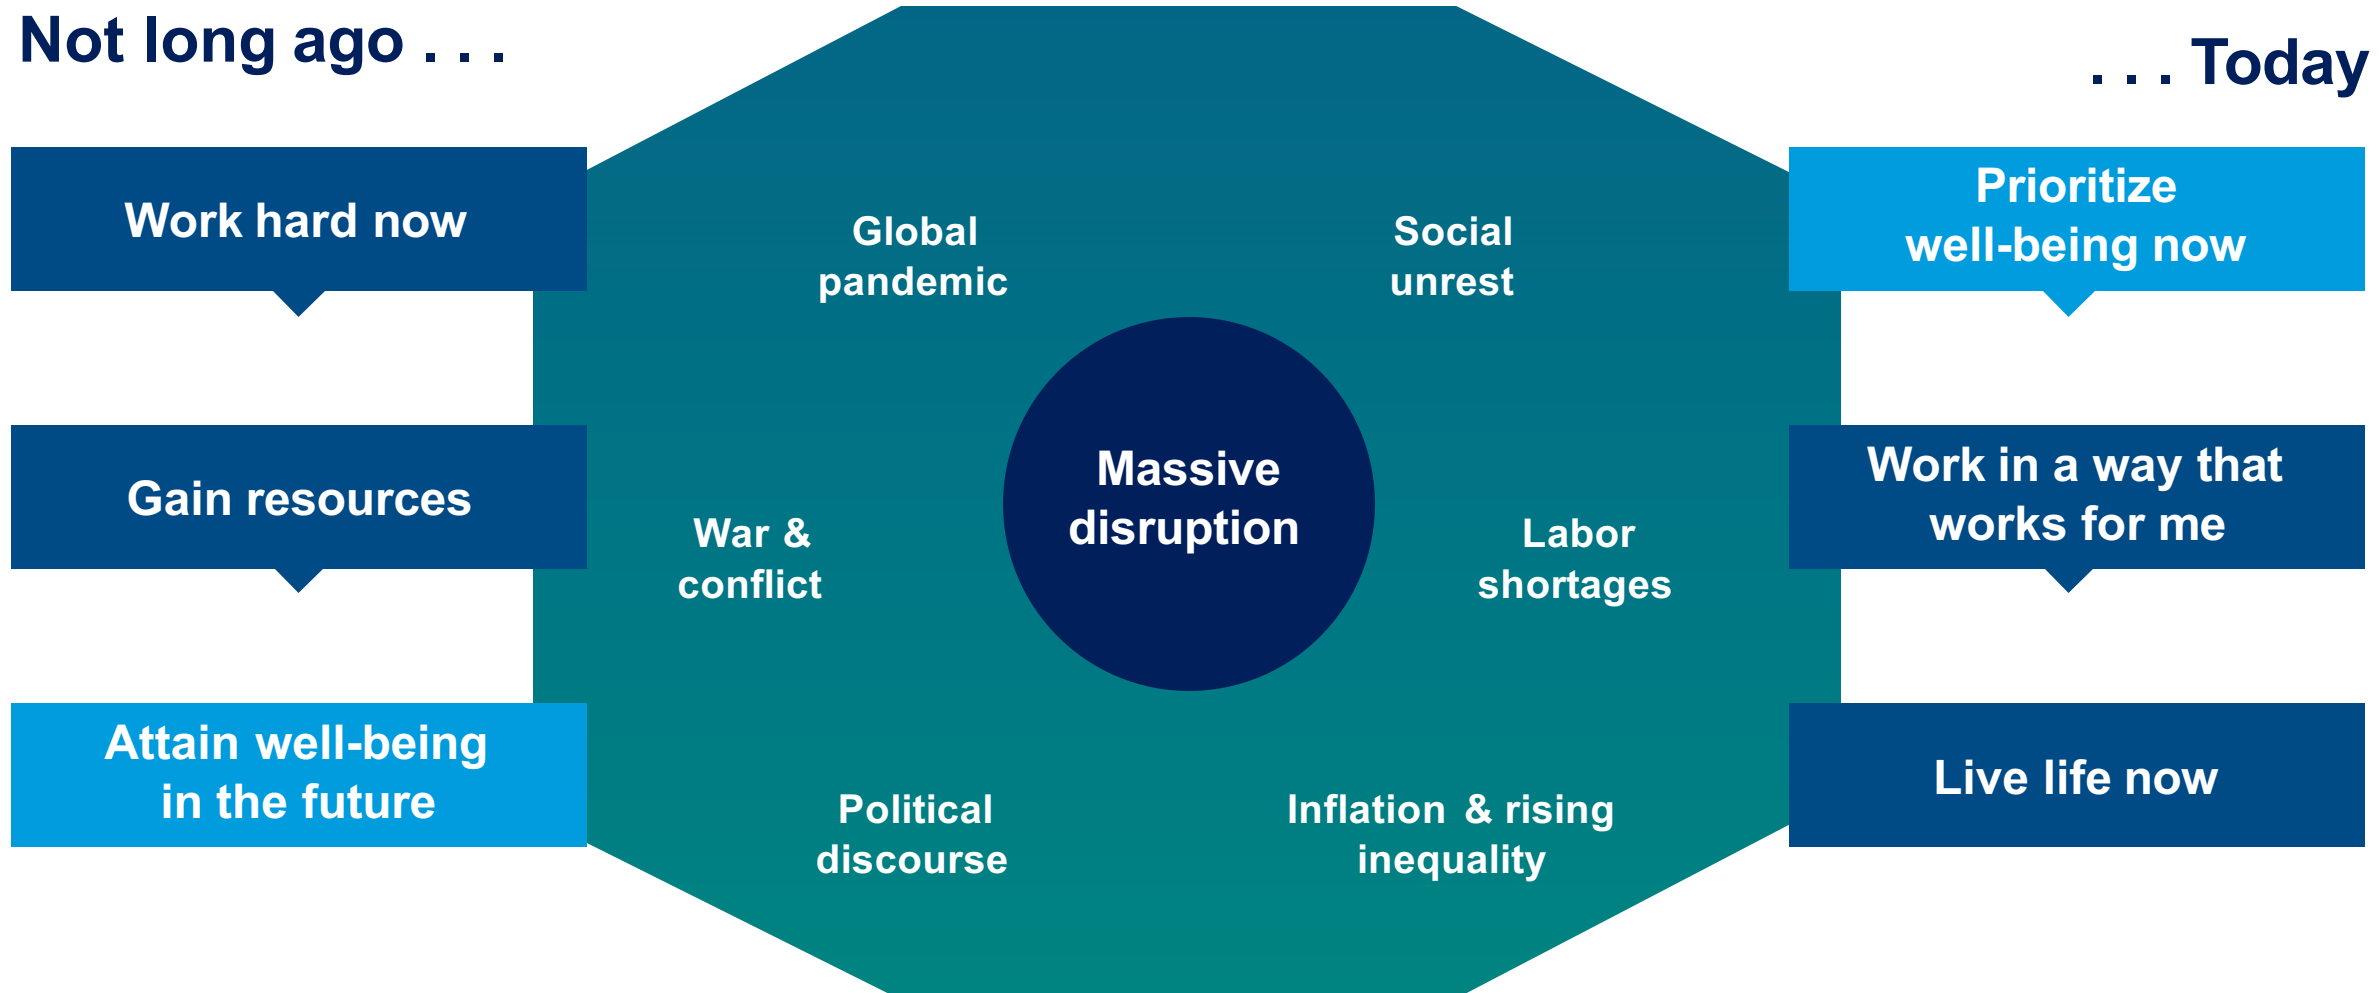 Not long ago . . .
Work hard now
Gain resources
Attain well-being
in the future
Global
pandemic
Social
unrest
War &
conflict
Massive
disruption
Labor
shortages
Political
discourse
Inflation & rising
inequality
. . . Today
Prioritize
well-being now
Work in a way that
works for me
Live life now